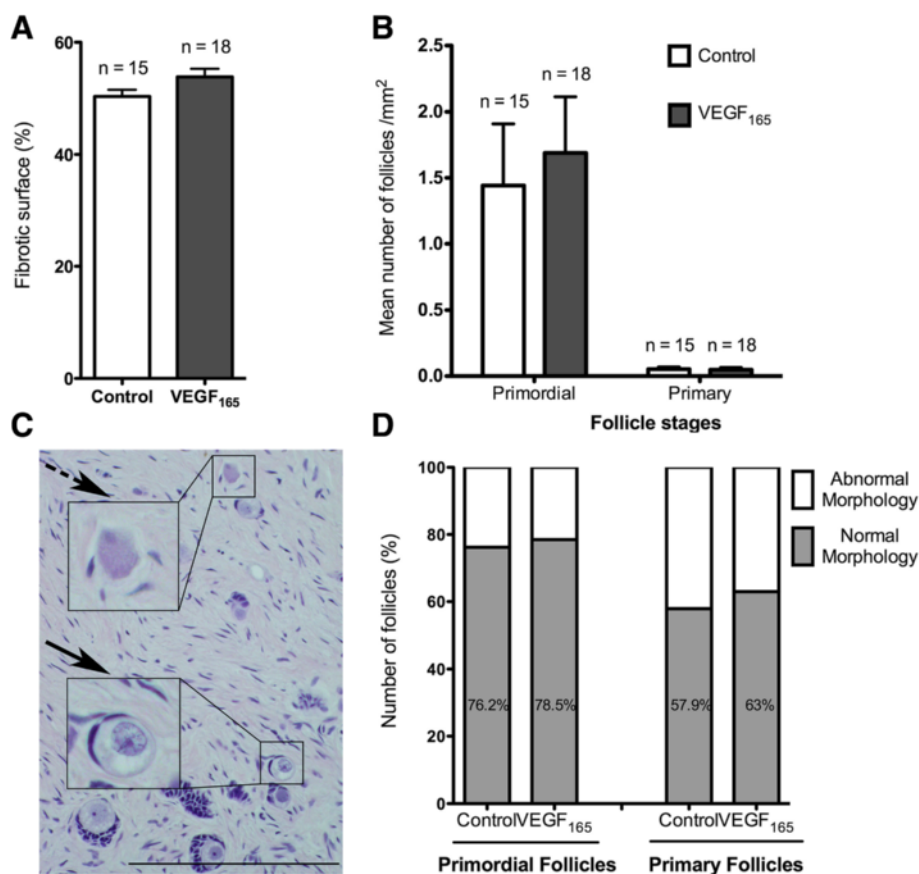 A
60
40
20
0
Fibrotic surface (%)
n = 15
n = 18
Control
VEGF₁₆₅
B
2.5
2.0
1.5
1.0
0.5
0.0
Mean number of follicles /mm²
n = 15
n = 18
n = 15
n = 18
Control
VEGF₁₆₅
Primordial
Primary
Follicle stages
C
D
100
80
60
40
20
0
Number of follicles (%)
76.2%
78.5%
57.9%
63%
Abnormal
Morphology
Normal
Morphology
ControlVEGF₁₆₅
ControlVEGF₁₆₅
Primordial Follicles
Primary Follicles